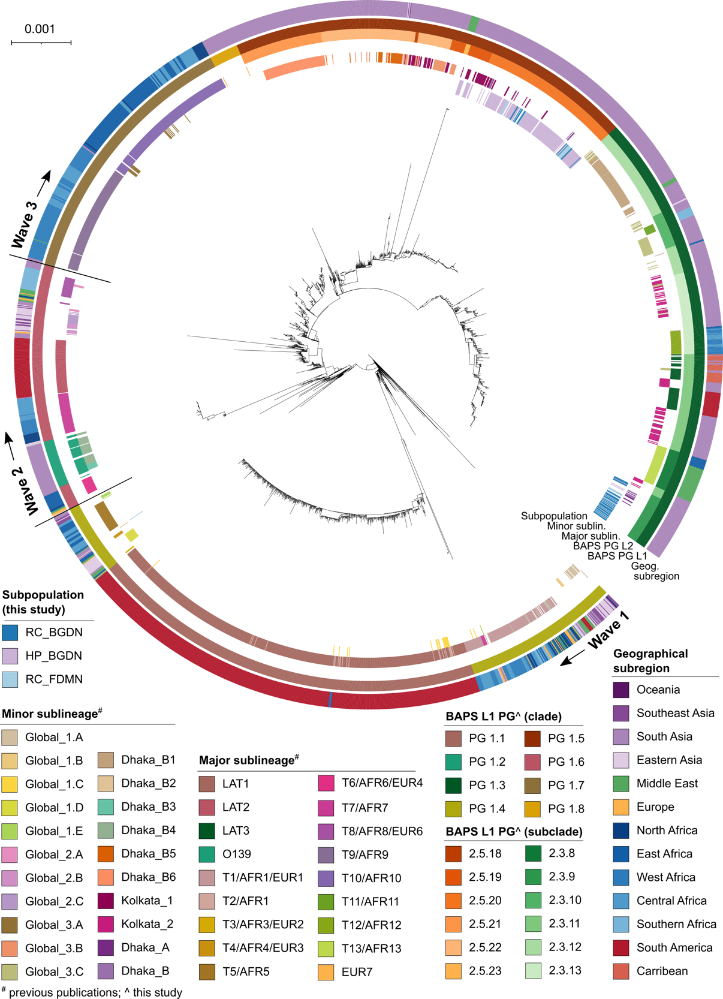 0.001
Wave 3
Wave 2
Wave 1
Subpopulation
Minor sublin.
Major sublin.
BAPS PG L2
BAPS PG L1
Geog.
subregion
Subpopulation
(this study)
RC_BGDN
HP_BGDN
RC_FDMN
Minor sublineage#
Global_1.A
Global_1.B
Global_1.C
Global_1.D
Global_1.E
Global_2.A
Global_2.B
Global_2.C
Global_3.A
Global_3.B
Global_3.C
Dhaka_B1
Dhaka_B2
Dhaka_B3
Dhaka_B4
Dhaka_B5
Dhaka_B6
Kolkata_1
Kolkata_2
Dhaka_A
Dhaka_B
# previous publications; ^ this study
Major sublineage#
LAT1
LAT2
LAT3
O139
T1/AFR1/EUR1
T2/AFR1
T3/AFR3/EUR2
T4/AFR4/EUR3
T5/AFR5
T6/AFR6/EUR4
T7/AFR7
T8/AFR8/EUR6
T9/AFR9
T10/AFR10
T11/AFR11
T12/AFR12
T13/AFR13
EUR7
BAPS L1 PG^ (clade)
PG 1.1
PG 1.2
PG 1.3
PG 1.4
PG 1.5
PG 1.6
PG 1.7
PG 1.8
BAPS L1 PG^ (subclade)
2.5.18
2.5.19
2.5.20
2.5.21
2.5.22
2.5.23
2.3.8
2.3.9
2.3.10
2.3.11
2.3.12
2.3.13
Geographical
subregion
Oceania
Southeast Asia
South Asia
Eastern Asia
Middle East
Europe
North Africa
East Africa
West Africa
Central Africa
Southern Africa
South America
Carribean